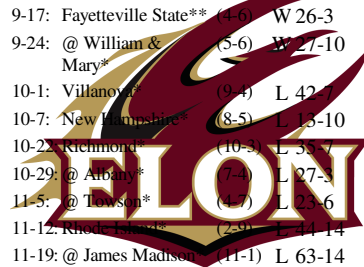 9-17: Fayetteville State** (4-6) W 26-3
9-24: @ William & (5-6) W 27-10
Mary*
10-1: Villanova* (9-4) L 42-7
10-7: New Hampshire* (8-5) L 13-10
10-22: Richmond* (10-3) L 35-7
10-29: @ Albany* (7-4) L 27-3
11-5: @ Towson* (4-7) L 23-6
11-12: Rhode Island* (2-9) L 44-14
11-19: @ James Madison* (11-1) L 63-14
ELON